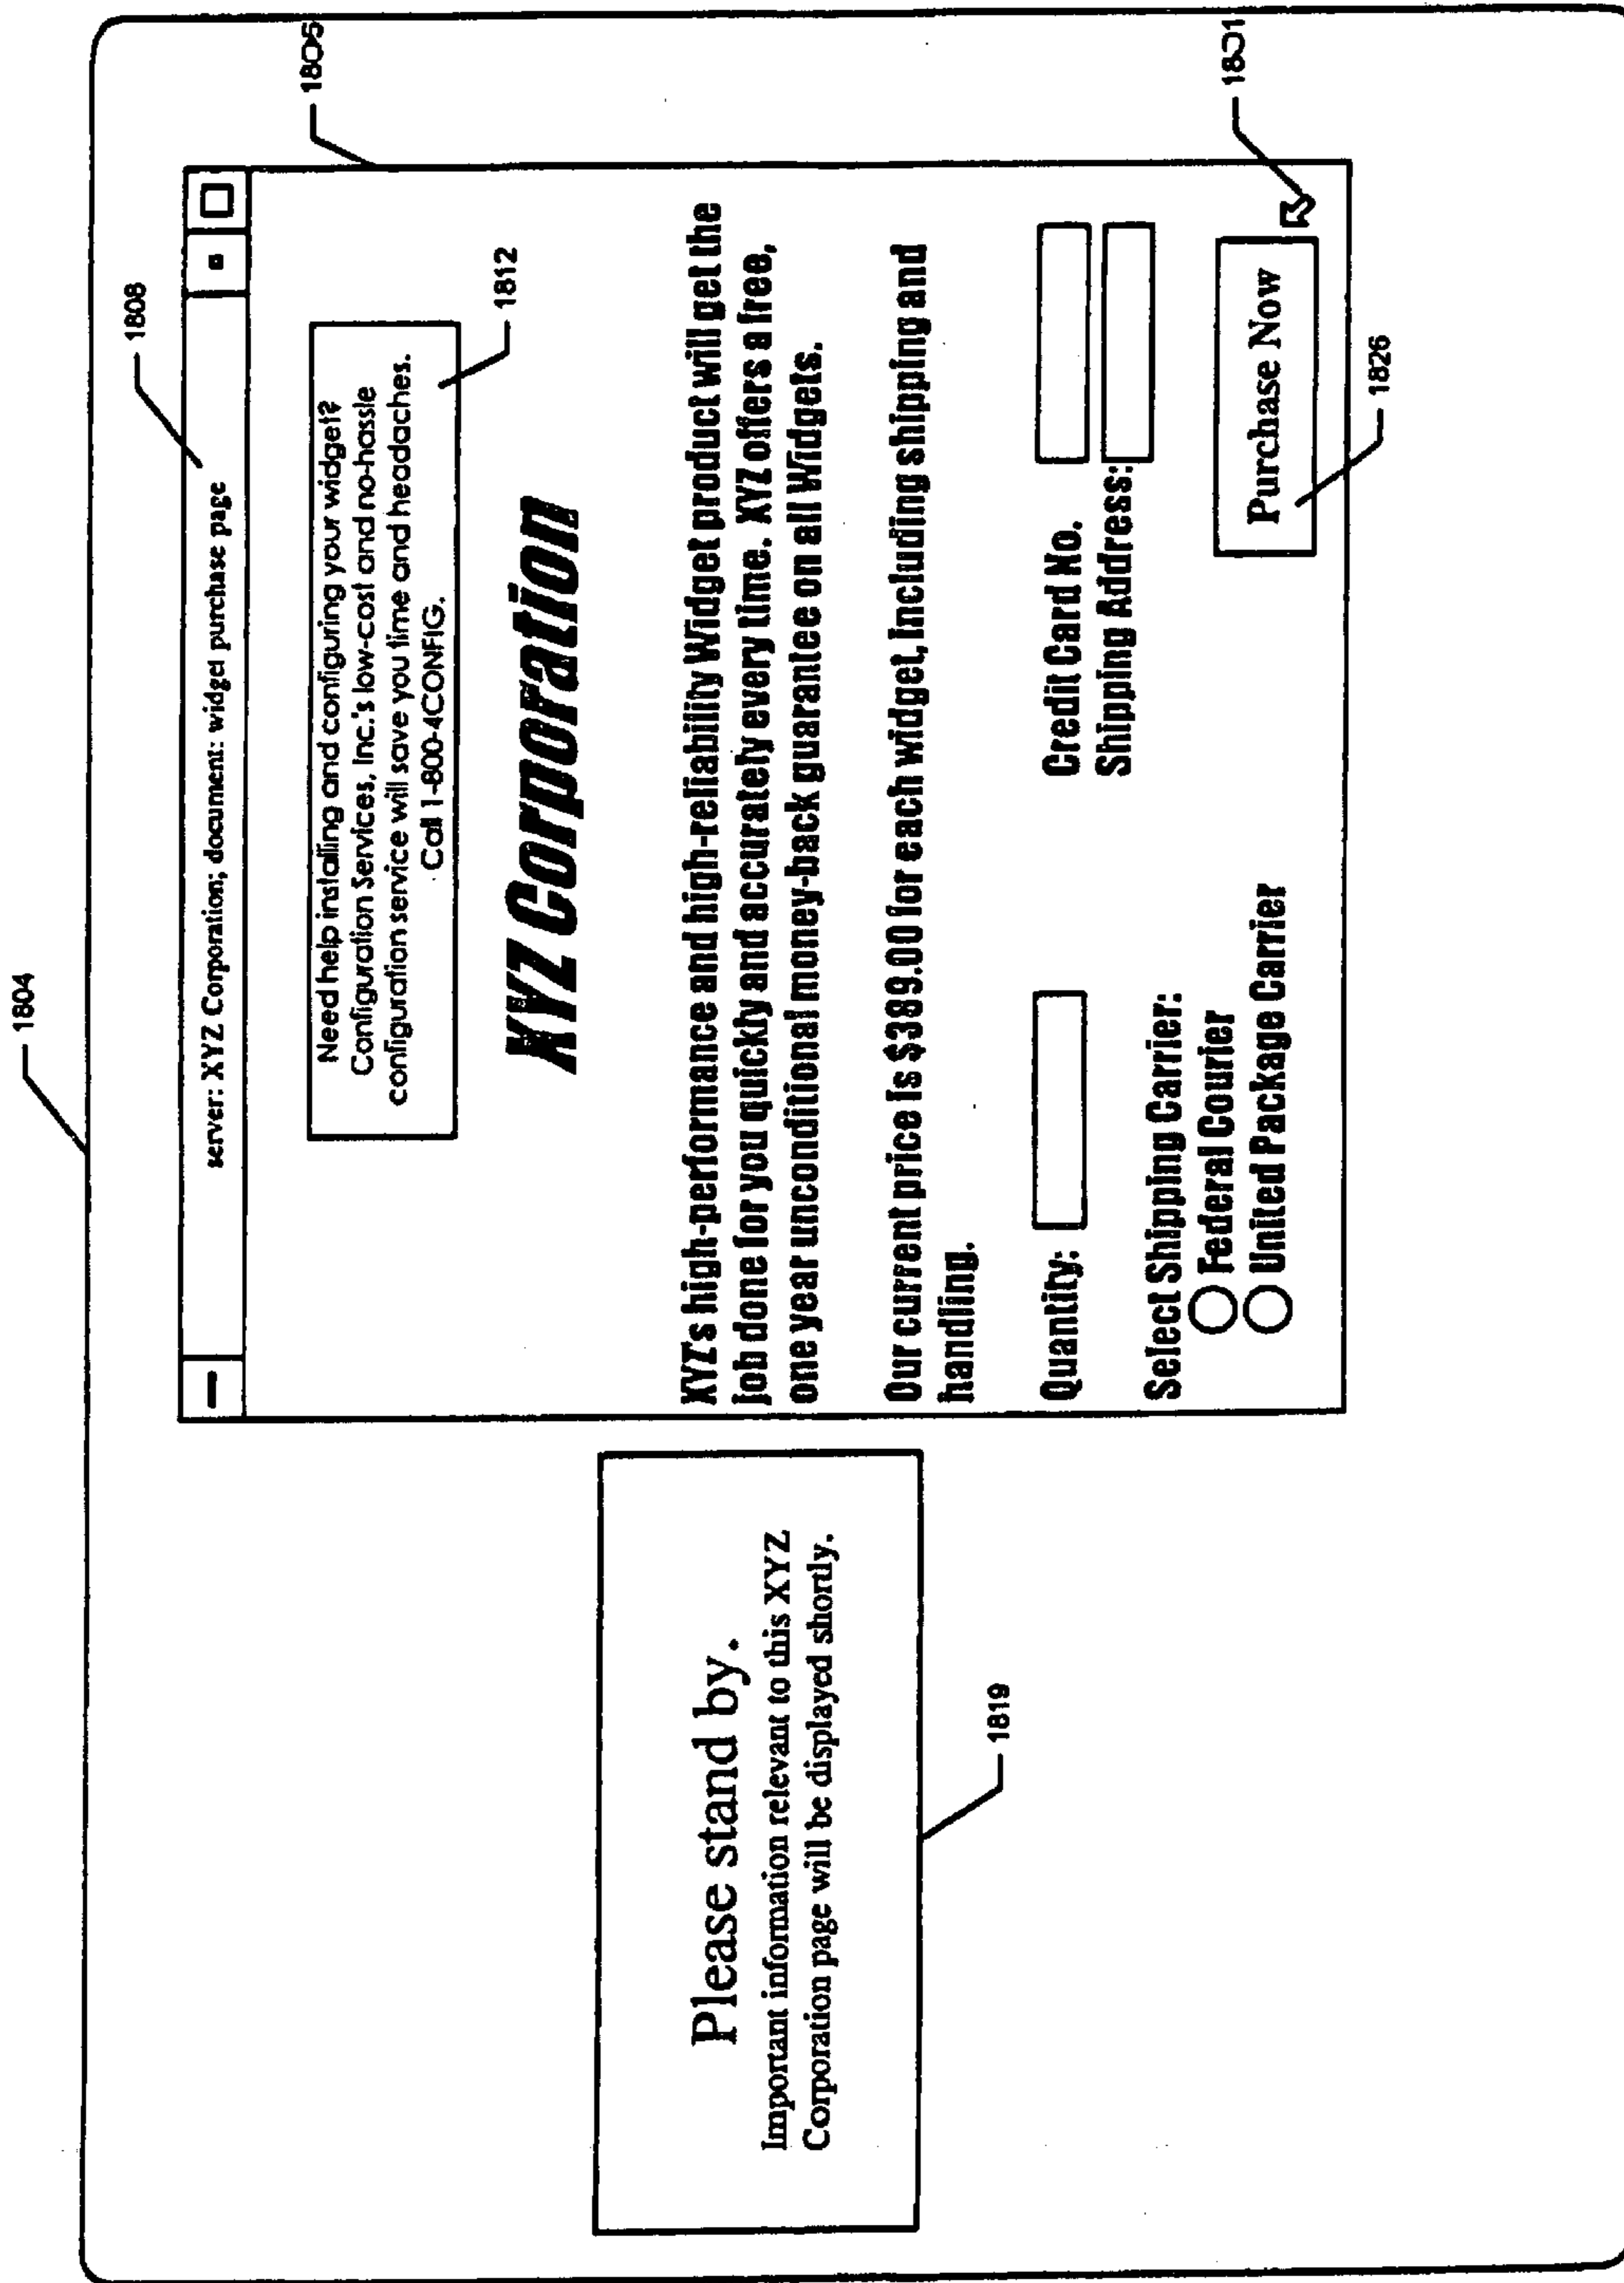 1804
1808
server: XYZ Corporation; document: widget purchase page
1806
Need help installing and configuring your widget?
Configuration Services, Inc.'s low-cost and no-hassle
configuration service will save you time and headaches.
Call 1-800-4CONFIG.
1812
XYZ Corporation
XYZ's high-performance and high-reliability Widget product will get the
job done for you quickly and accurately every time. XYZ offers a free,
one year unconditional money-back guarantee on all Widgets.
Our current price is $389.00 for each widget, including shipping and
handling.
Quantity:
Credit Card No.
Shipping Address:
Select Shipping Carrier:
Federal Courier
United Package Carrier
Purchase Now
1801
1826
Please stand by.
Important information relevant to this XYZ
Corporation page will be displayed shortly.
1819